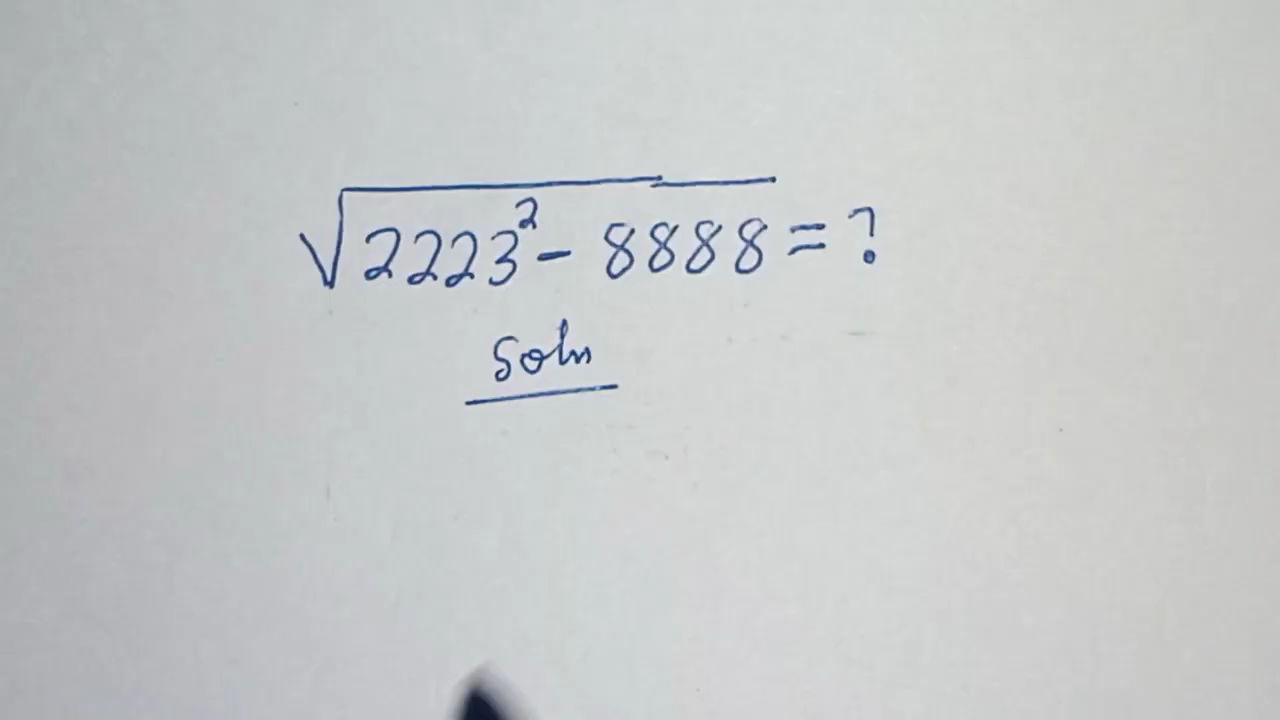 √2223² - 8888 = ?
Soln